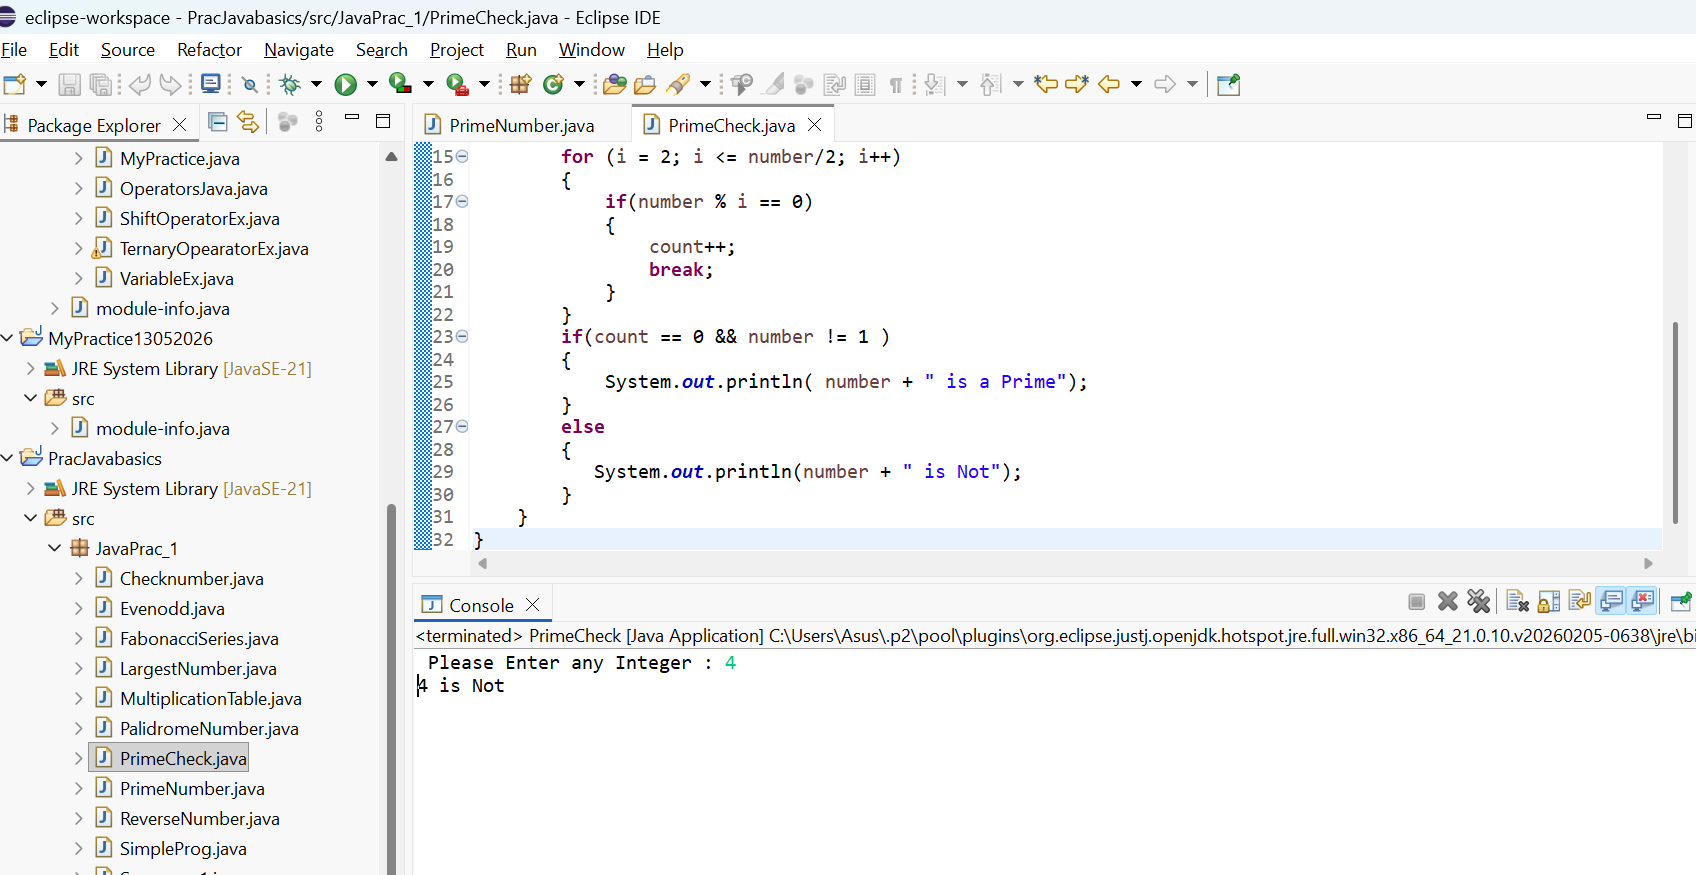 eclipse-workspace - PracJavabasics/src/JavaPrac_1/PrimeCheck.java - Eclipse IDE
File Edit Source Refactor Navigate Search Project Run Window Help
Package Explorer
MyPractice.java
OperatorsJava.java
ShiftOperatorEx.java
TernaryOpearatorEx.java
VariableEx.java
module-info.java
MyPractice13052026
JRE System Library [JavaSE-21]
src
module-info.java
PracJavabasics
JRE System Library [JavaSE-21]
src
JavaPrac_1
Checknumber.java
Evenodd.java
FabonacciSeries.java
LargestNumber.java
MultiplicationTable.java
PalidromeNumber.java
PrimeCheck.java
PrimeNumber.java
ReverseNumber.java
SimpleProg.java
PrimeNumber.java PrimeCheck.java
15 for (i = 2; i <= number/2; i++)
16 {
17 if(number % i == 0)
18 {
19 count++;
20 break;
21 }
22 }
23 if(count == 0 && number != 1 )
24 {
25 System.out.println( number + " is a Prime");
26 }
27 else
28 {
29 System.out.println(number + " is Not");
30 }
31 }
32 }
Console
<terminated> PrimeCheck [Java Application] C:\Users\Asus\.p2\pool\plugins\org.eclipse.justj.openjdk.hotspot.jre.full.win32.x86_64_21.0.10.v20260205-0638\jre\bi
Please Enter any Integer : 4
4 is Not